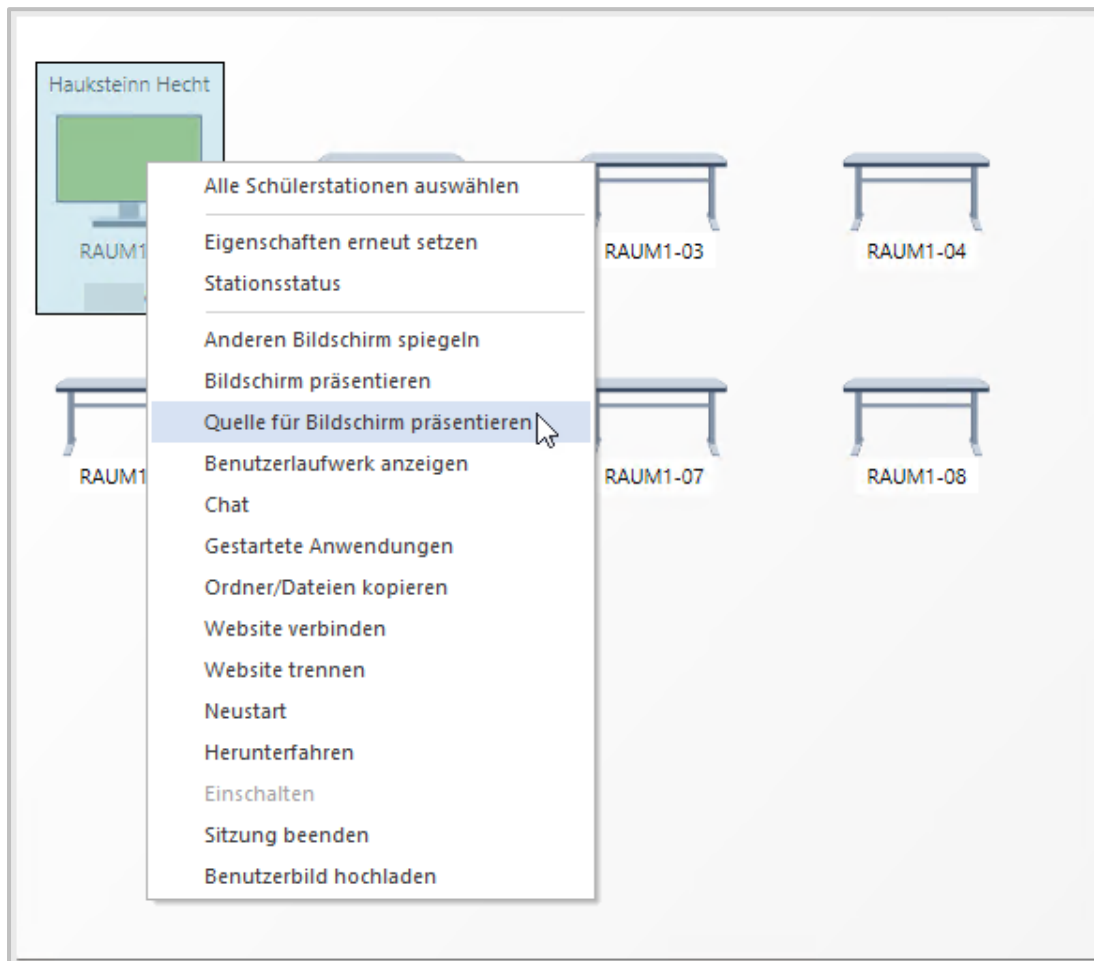 Hauksteinn Hecht
RAUM1
RAUM1-03
RAUM1-04
Alle Schülerstationen auswählen
Eigenschaften erneut setzen
Stationsstatus
Anderen Bildschirm spiegeln
Bildschirm präsentieren
Quelle für Bildschirm präsentieren
Benutzerlaufwerk anzeigen
Chat
Gestartete Anwendungen
Ordner/Dateien kopieren
Website verbinden
Website trennen
Neustart
Herunterfahren
Einschalten
Sitzung beenden
Benutzerbild hochladen
RAUM1
RAUM1-07
RAUM1-08